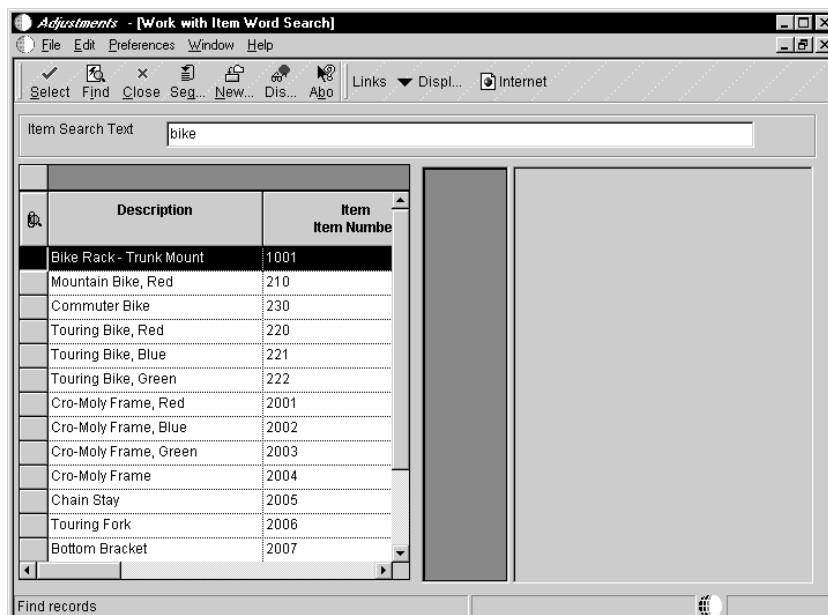 Adjustments - [Work with Item Word Search]
File Edit Preferences Window Help
Select Find Close Seq... New... Dis... Abo Links Displ... Internet
Item Search Text bike
Description Item Item Numbe
Bike Rack - Trunk Mount 1001
Mountain Bike, Red 210
Commuter Bike 230
Touring Bike, Red 220
Touring Bike, Blue 221
Touring Bike, Green 222
Cro-Moly Frame, Red 2001
Cro-Moly Frame, Blue 2002
Cro-Moly Frame, Green 2003
Cro-Moly Frame 2004
Chain Stay 2005
Touring Fork 2006
Bottom Bracket 2007
Find records